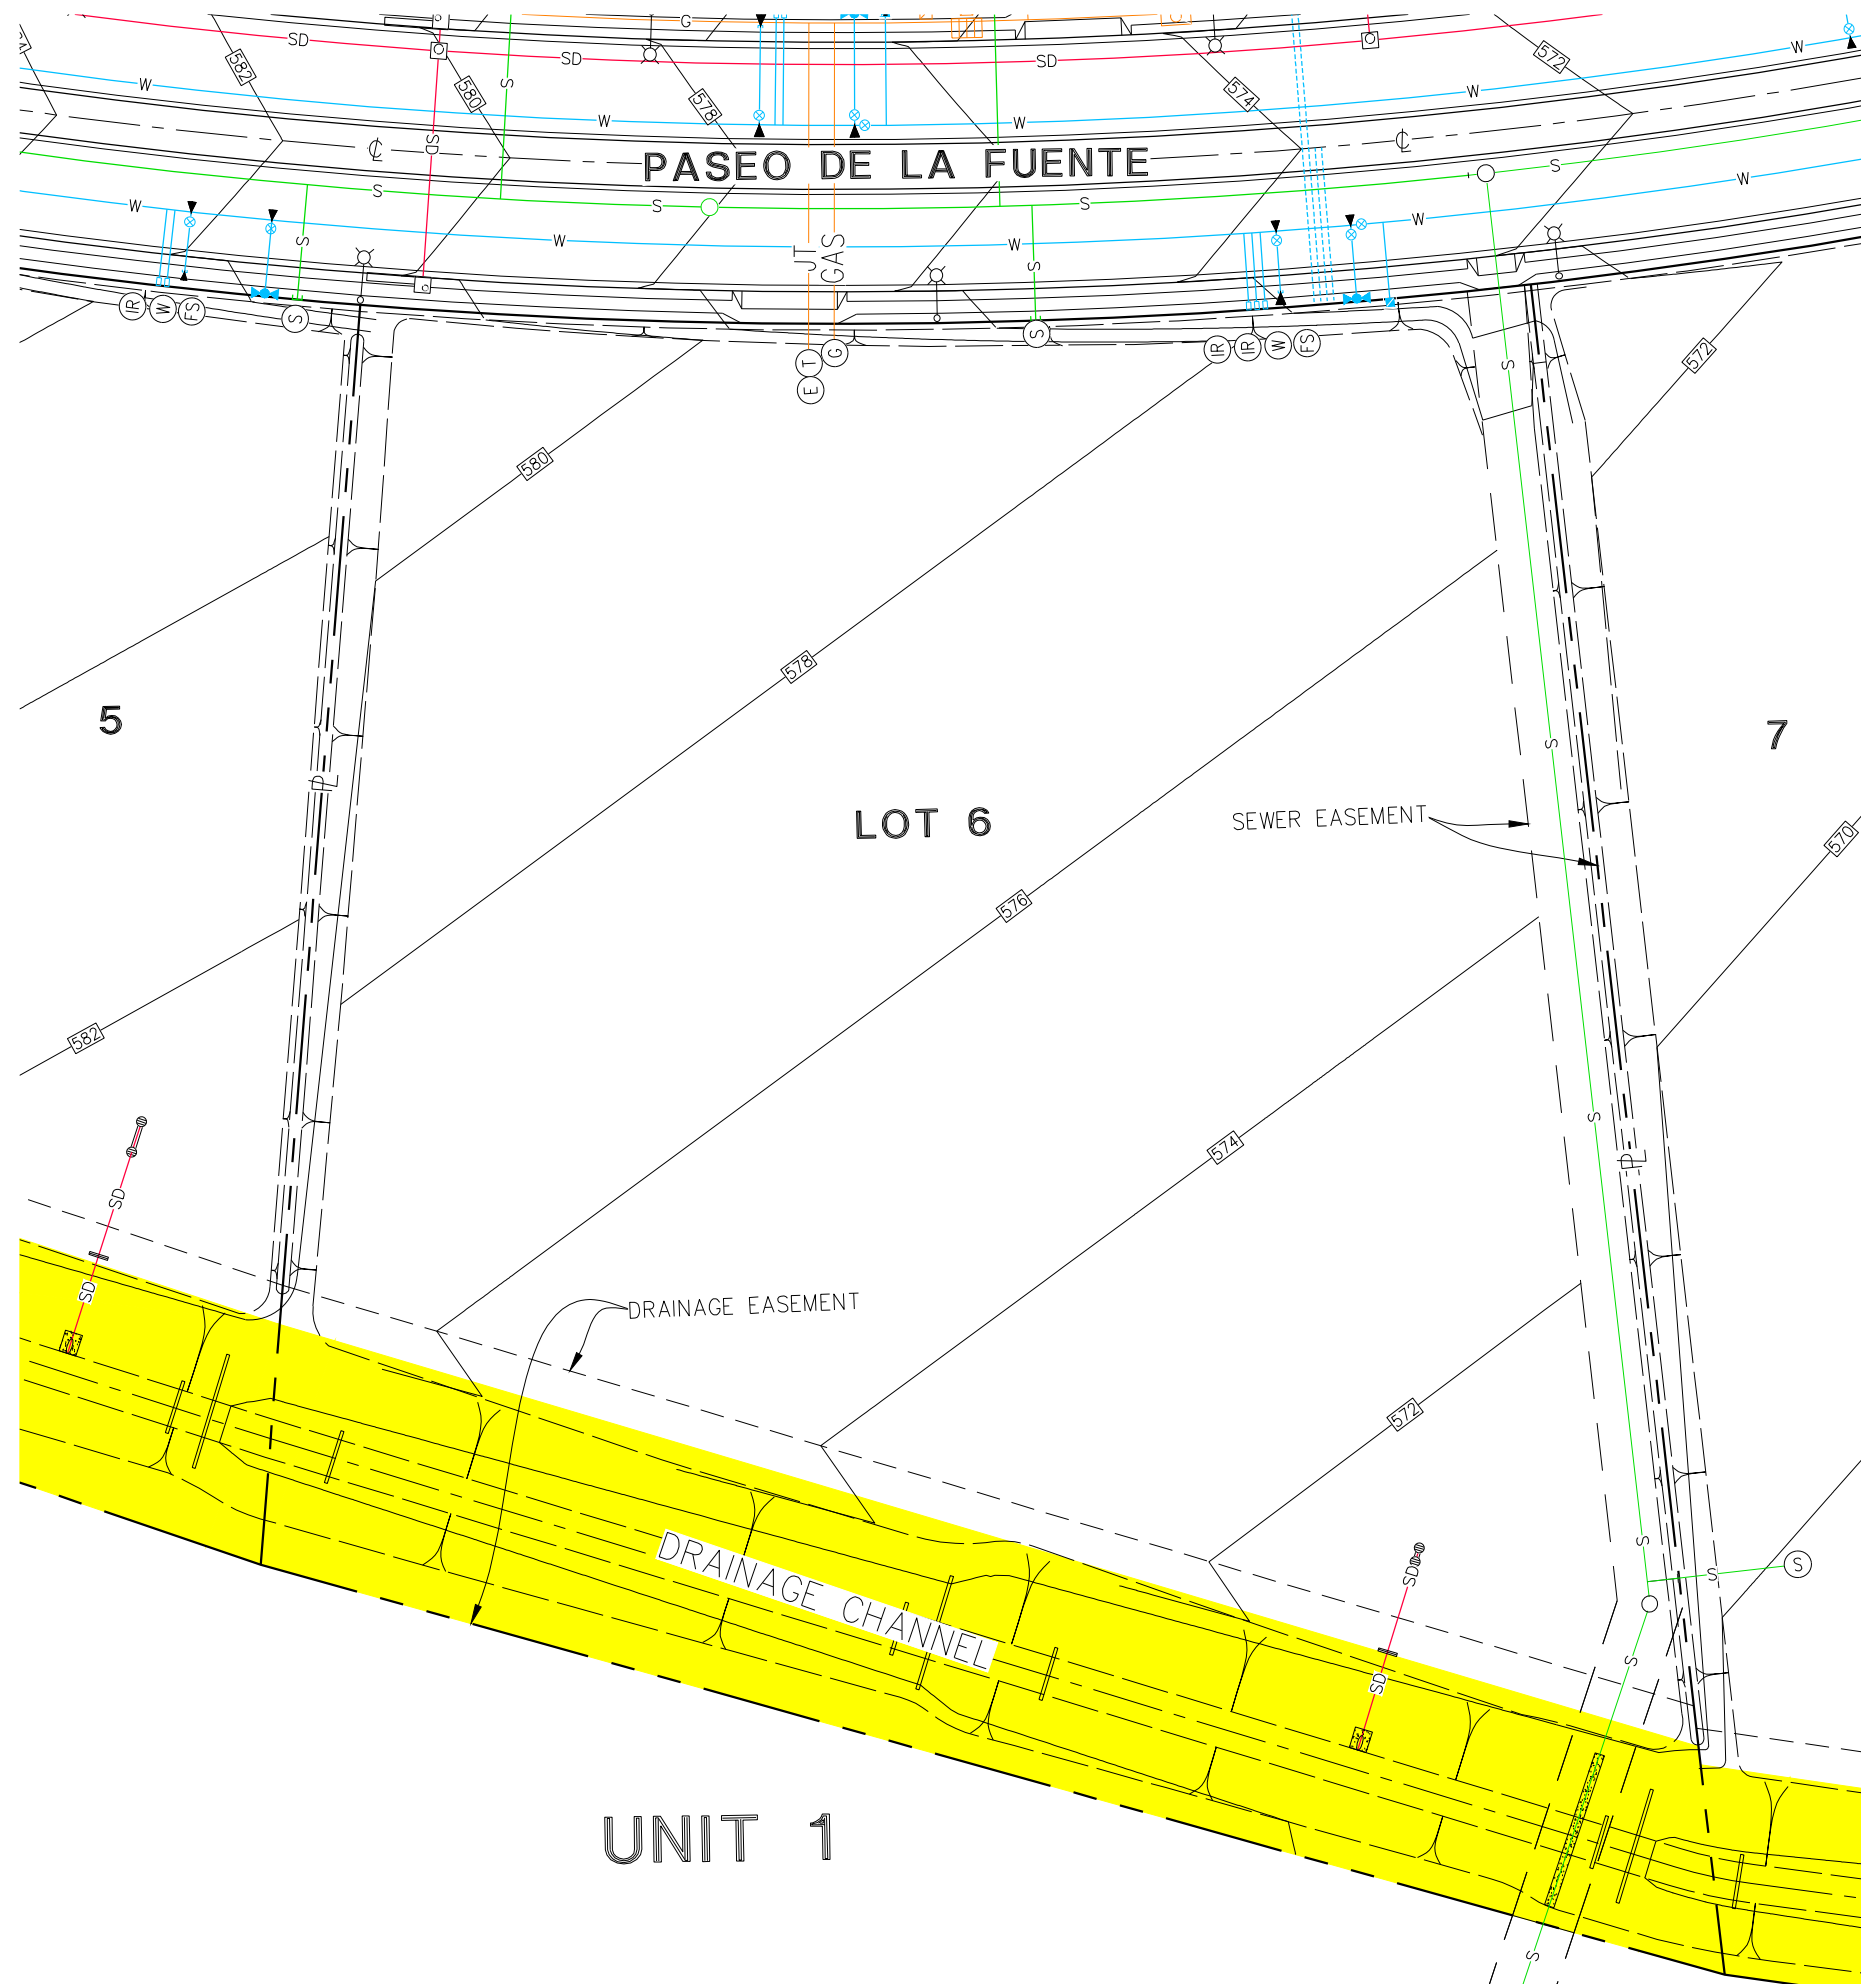 G
SD
SD
SD
582
580
578
574
572
W
W
W
W
W
S
SD
℄
℄
PASEO DE LA FUENTE
S
S
S
S
W
W
W
W
W
S
S
JT
GAS
IR
W
FS
S
E
T
G
S
IR
IR
W
FS
S
572
580
578
5
7
PL
LOT 6
SEWER EASEMENT
S
570
576
582
574
S
PL
SD
SD
DRAINAGE EASEMENT
572
DRAINAGE CHANNEL
SD
SD
S
S
S
S
UNIT 1
S